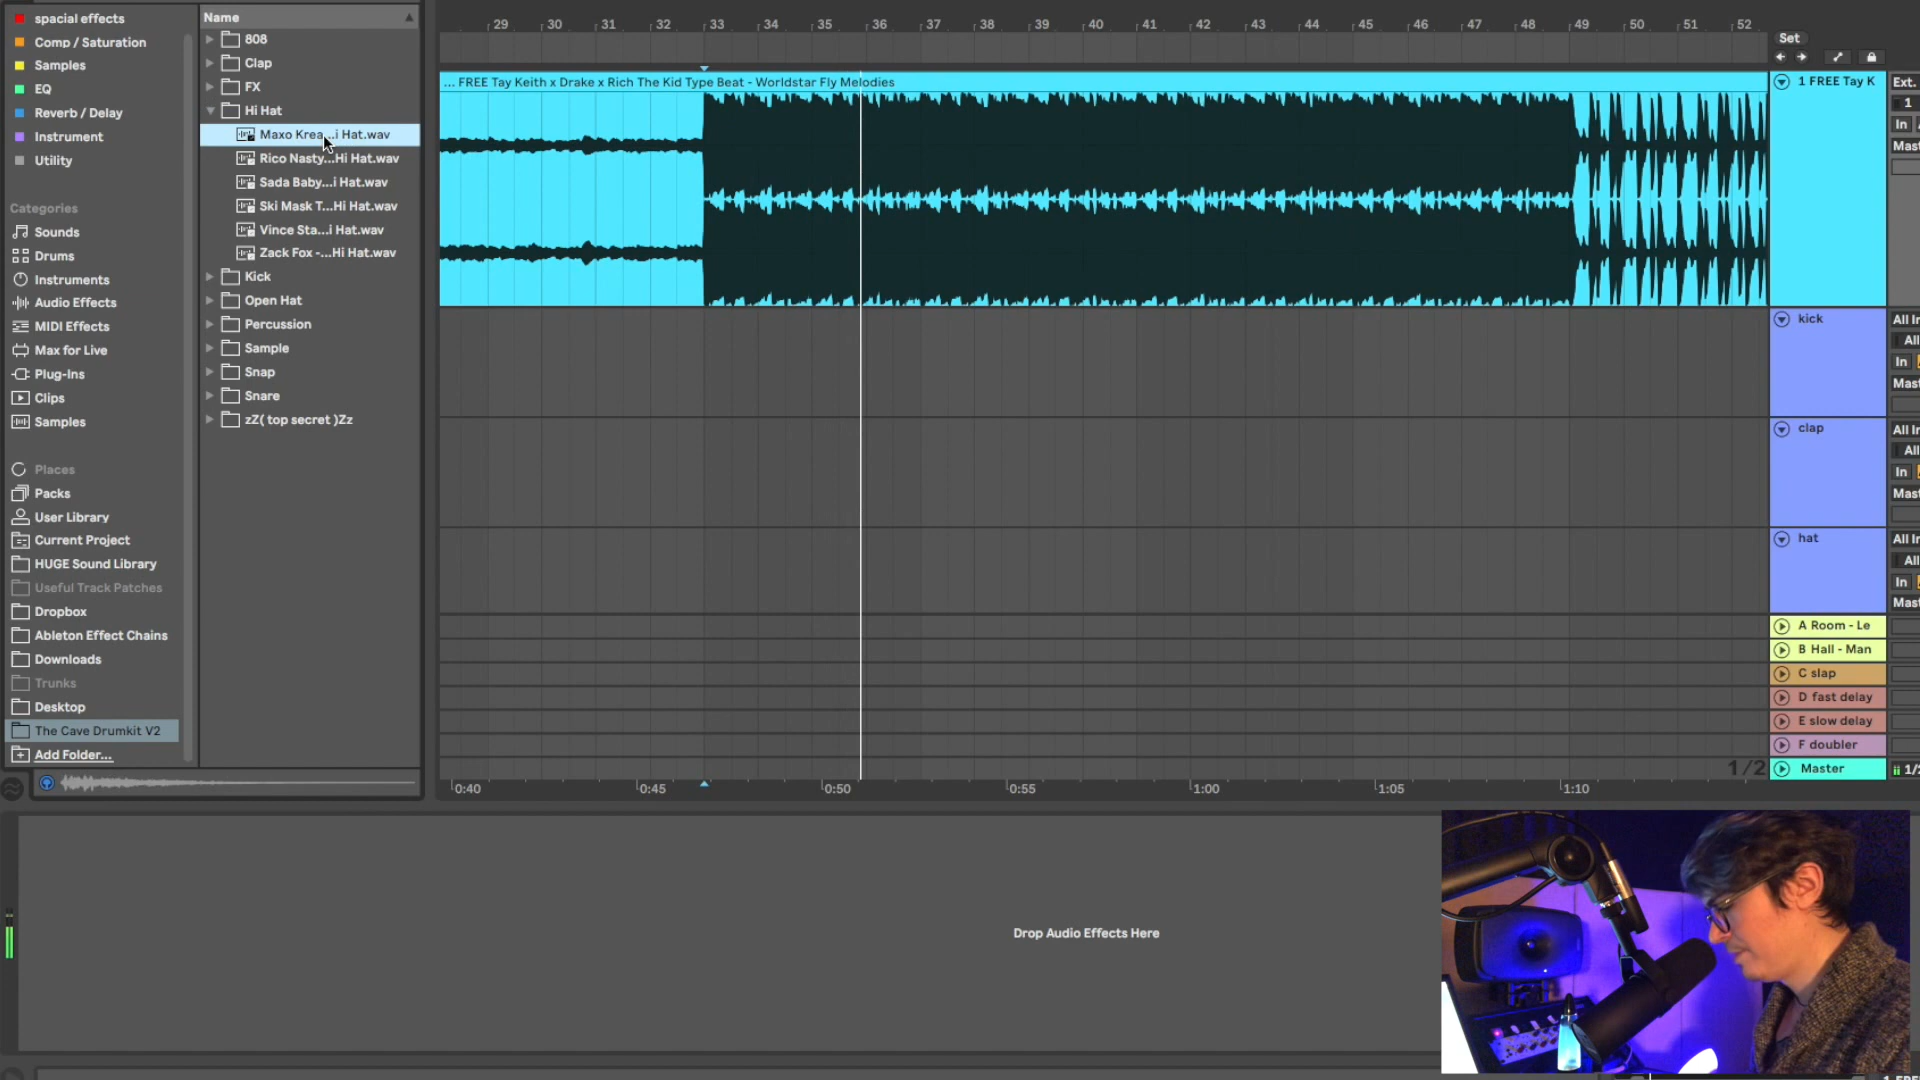 spacial effects
Comp / Saturation
Samples
EQ
Reverb / Delay
Instrument
Utility
Categories
Sounds
Drums
Instruments
Audio Effects
MIDI Effects
Max for Live
Plug-Ins
Clips
Samples
Places
Packs
User Library
Current Project
HUGE Sound Library
Useful Track Patches
Dropbox
Ableton Effect Chains
Downloads
Trunks
Desktop
The Cave Drumkit V2
Add Folder...
Name
808
Clap
FX
Hi Hat
Maxo Krea...i Hat.wav
Rico Nasty...Hi Hat.wav
Sada Baby...i Hat.wav
Ski Mask T...Hi Hat.wav
Vince Sta...i Hat.wav
Zack Fox -...Hi Hat.wav
Kick
Open Hat
Percussion
Sample
Snap
Snare
zZ( top secret )Zz
29 30 31 32 33 34 35 36 37 38 39 40 41 42 43 44 45 46 47 48 49 50 51 52
... FREE Tay Keith x Drake x Rich The Kid Type Beat - Worldstar Fly Melodies
1/2
0:40 0:45 0:50 0:55 1:00 1:05 1:10
Set
1 FREE Tay K
Ext.
1
In
Mast
kick
All In
All
In
Mast
clap
All In
All
In
Mast
hat
All In
All
In
Mast
A Room - Le
B Hall - Man
C slap
D fast delay
E slow delay
F doubler
Master
1/2
Drop Audio Effects Here